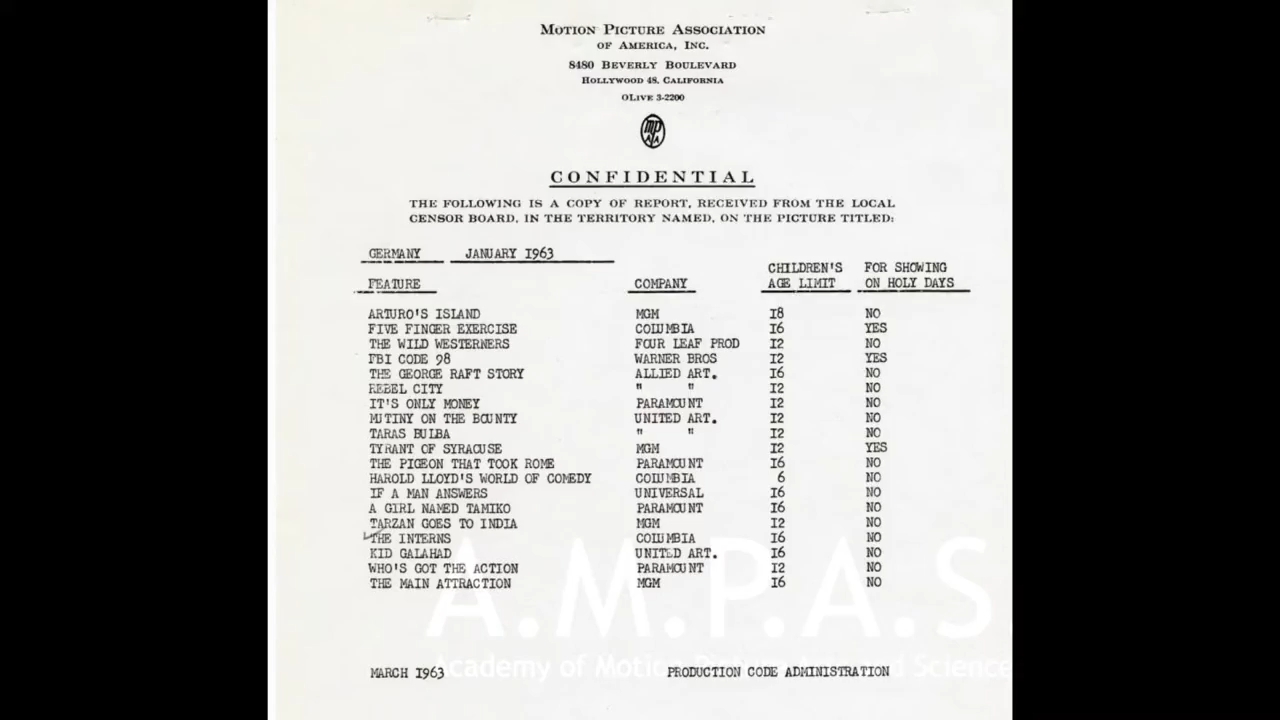 MOTION PICTURE ASSOCIATION
OF AMERICA, INC.
8480 BEVERLY BOULEVARD
HOLLYWOOD 48, CALIFORNIA
OLIVE 3-2200
MPAA
CONFIDENTIAL
THE FOLLOWING IS A COPY OF REPORT, RECEIVED FROM THE LOCAL
CENSOR BOARD, IN THE TERRITORY NAMED, ON THE PICTURE TITLED:
GERMANY JANUARY 1963
CHILDREN'S FOR SHOWING
FEATURE COMPANY AGE LIMIT ON HOLY DAYS
ARTURO'S ISLAND MGM 18 NO
FIVE FINGER EXERCISE COLUMBIA 16 YES
THE WILD WESTERNERS FOUR LEAF PROD 12 NO
FBI CODE 98 WARNER BROS 12 YES
THE GEORGE RAFT STORY ALLIED ART. 16 NO
REBEL CITY " " 12 NO
IT'S ONLY MONEY PARAMOUNT 12 NO
MUTINY ON THE BOUNTY UNITED ART. 12 NO
TARAS BULBA " " 12 NO
TYRANT OF SYRACUSE MGM 12 YES
THE PIGEON THAT TOOK ROME PARAMOUNT 16 NO
HAROLD LLOYD'S WORLD OF COMEDY COLUMBIA 6 NO
IF A MAN ANSWERS UNIVERSAL 16 NO
A GIRL NAMED TAMIKO PARAMOUNT 16 NO
TARZAN GOES TO INDIA MGM 12 NO
THE INTERNS COLUMBIA 16 NO
KID GALAHAD UNITED ART. 16 NO
WHO'S GOT THE ACTION PARAMOUNT 12 NO
THE MAIN ATTRACTION MGM 16 NO
A.M.P.A.S
Academy of Motion Picture and Science
MARCH 1963 PRODUCTION CODE ADMINISTRATION